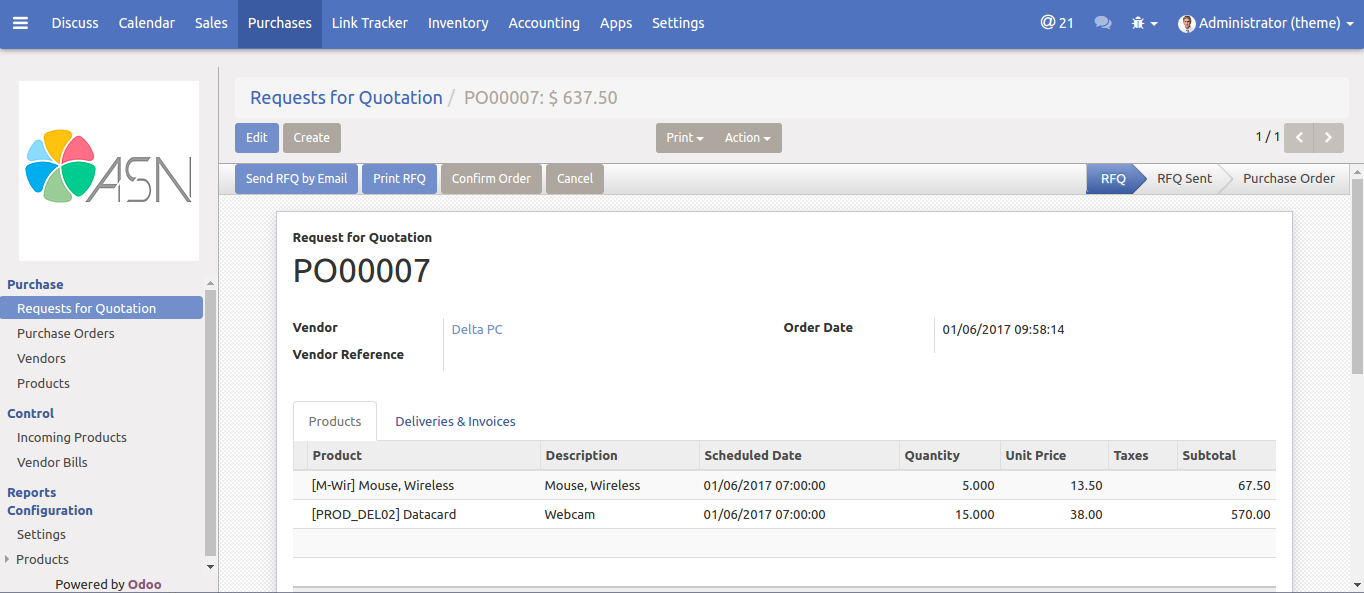 Discuss Calendar Sales Purchases Link Tracker Inventory Accounting Apps Settings @ 21 Administrator (theme)
ASN
Requests for Quotation / PO00007: $ 637.50
Edit Create Print Action 1 / 1
Send RFQ by Email Print RFQ Confirm Order Cancel RFQ RFQ Sent Purchase Order
Purchase
Requests for Quotation
Purchase Orders
Vendors
Products
Control
Incoming Products
Vendor Bills
Reports
Configuration
Settings
Products
Powered by Odoo
Request for Quotation
PO00007
Vendor Delta PC Order Date 01/06/2017 09:58:14
Vendor Reference
Products Deliveries & Invoices
Product Description Scheduled Date Quantity Unit Price Taxes Subtotal
[M-Wir] Mouse, Wireless Mouse, Wireless 01/06/2017 07:00:00 5.000 13.50 67.50
[PROD_DEL02] Datacard Webcam 01/06/2017 07:00:00 15.000 38.00 570.00